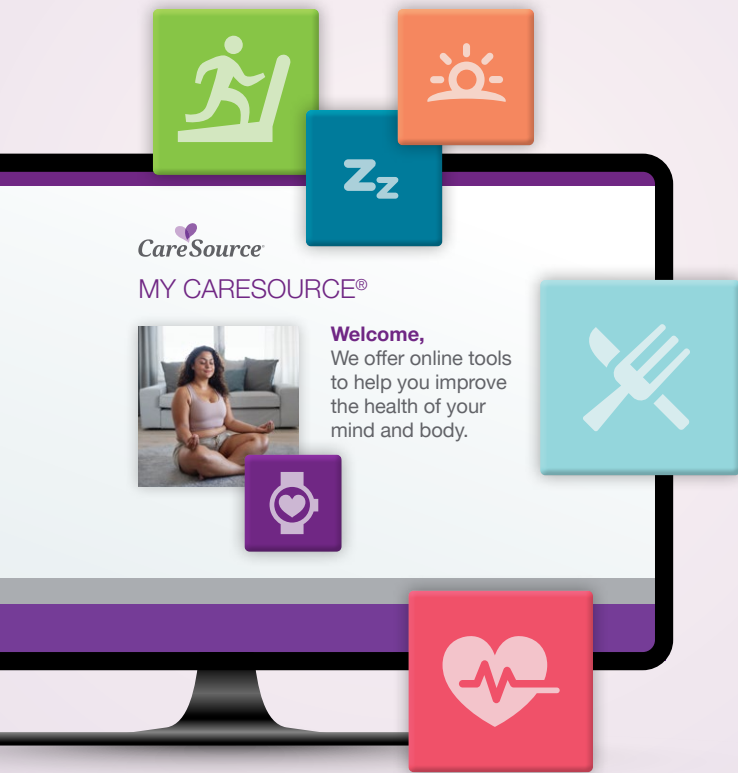 Zz
CareSource
MY CARESOURCE®
Welcome,
We offer online tools
to help you improve
the health of your
mind and body.